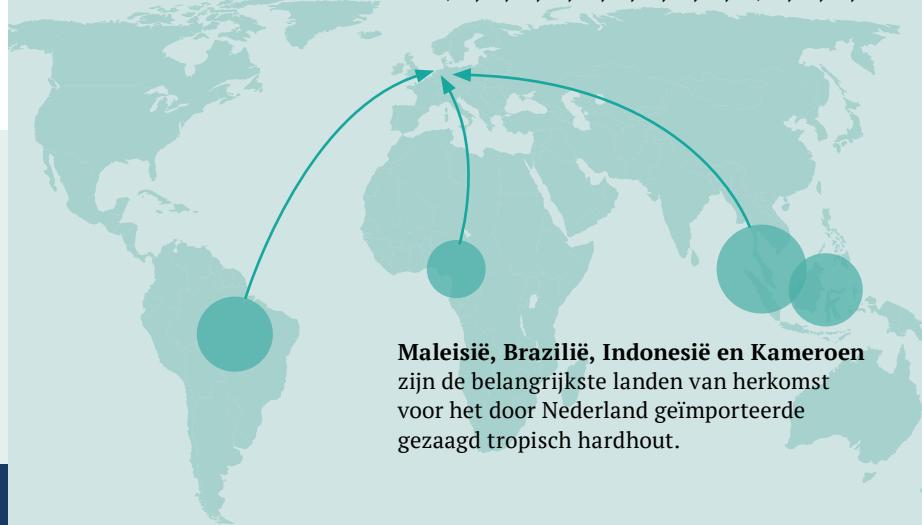 Maleisië, Brazilië, Indonesië en Kameroen
zijn de belangrijkste landen van herkomst
voor het door Nederland geïmporteerde
gezaagd tropisch hardhout.